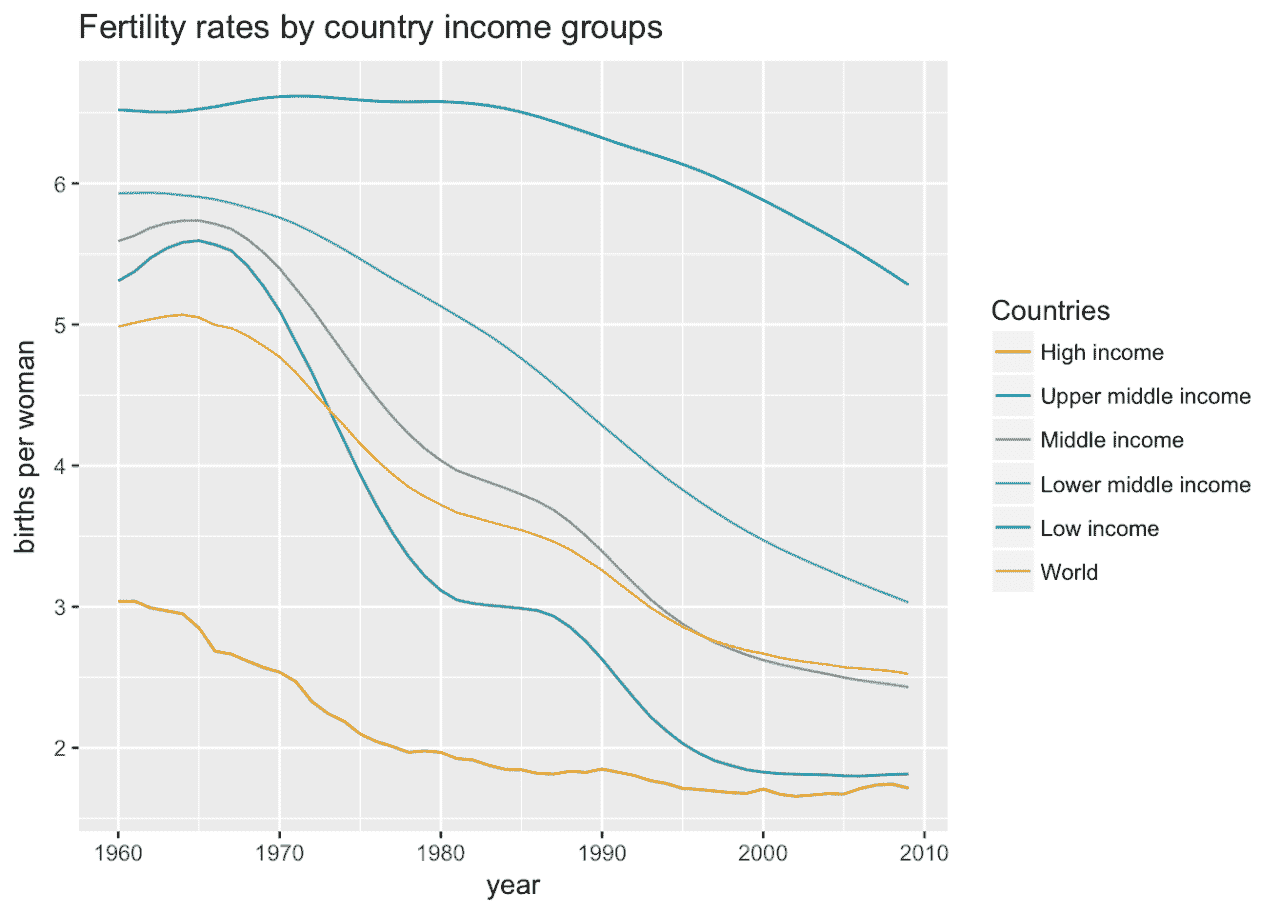 Fertility rates by country income groups
births per woman
6
5
4
3
2
1960 1970 1980 1990 2000 2010
year
Countries
High income
Upper middle income
Middle income
Lower middle income
Low income
World